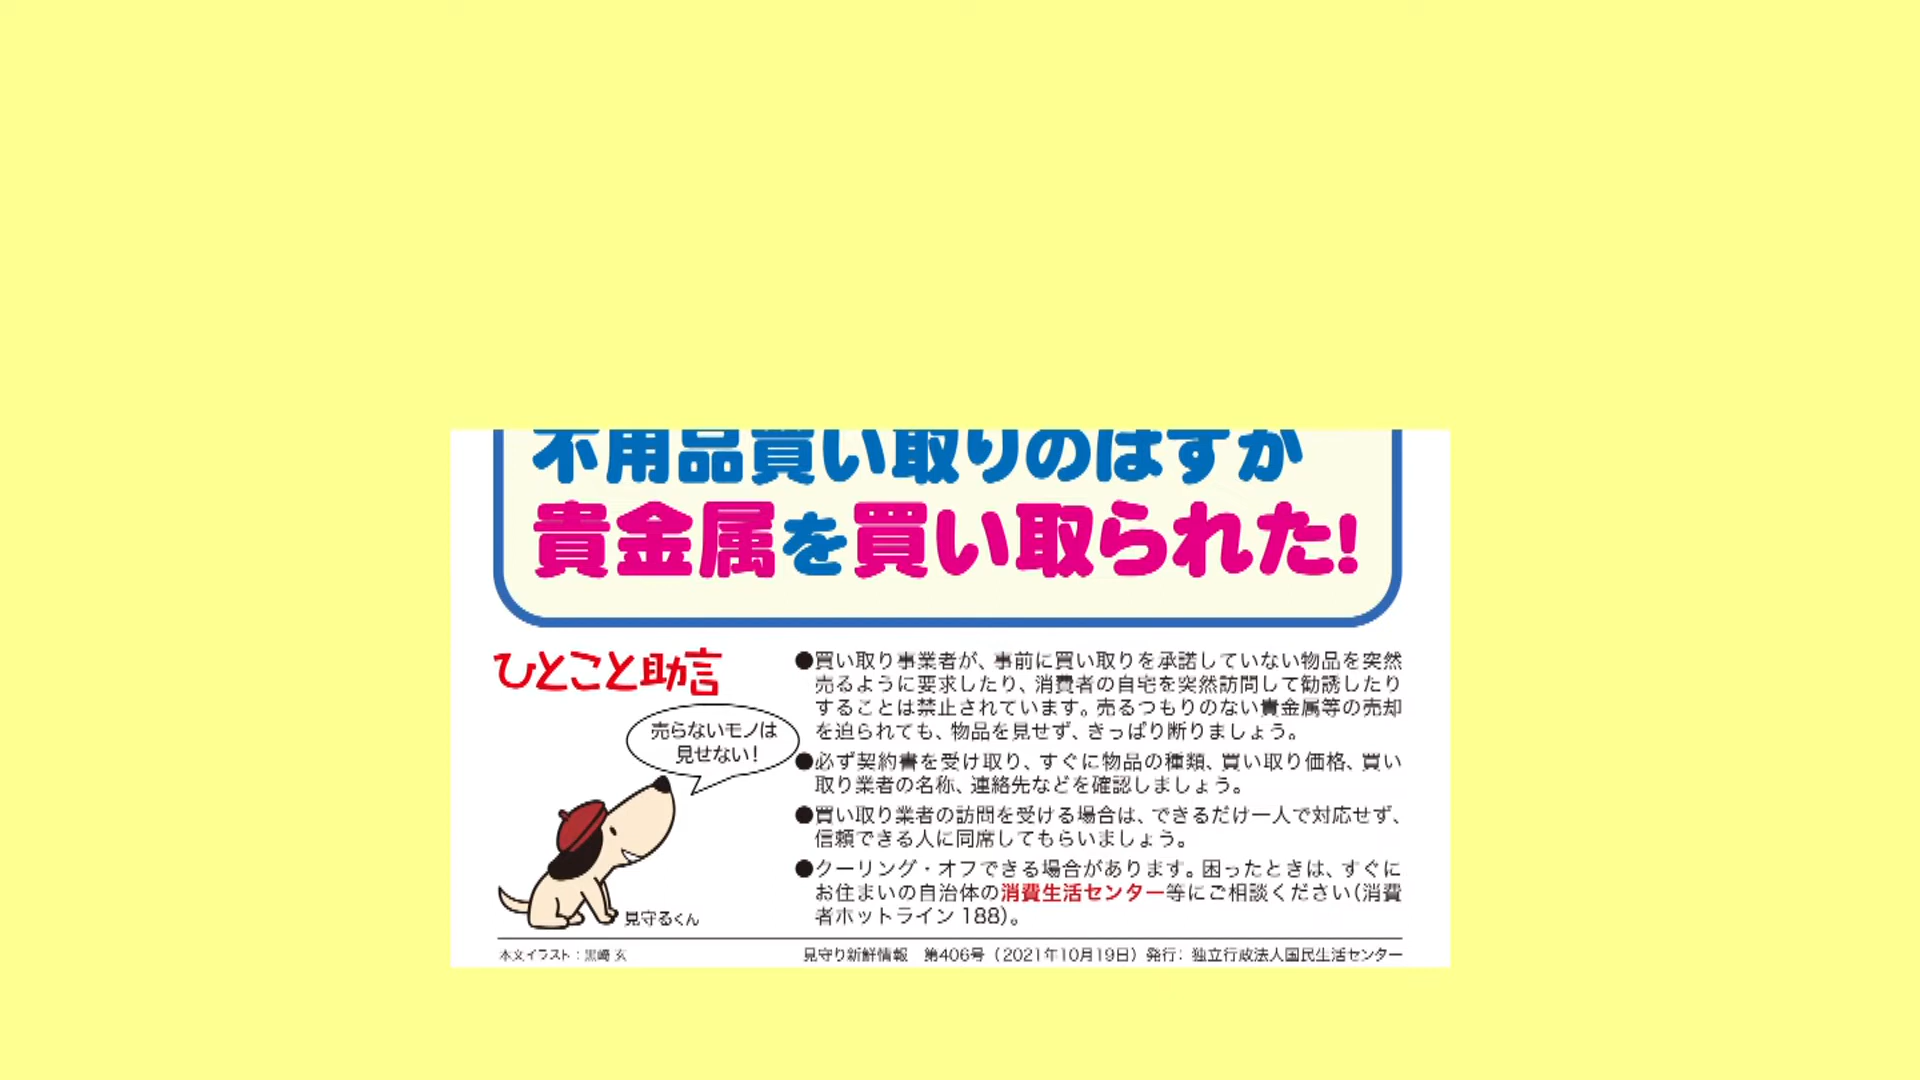 不用品買い取りのはずが
貴金属を買い取られた!
ひとこと助言
売らないモノは
見せない!
見守るくん
●買い取り事業者が、事前に買い取りを承諾していない物品を突然
売るように要求したり、消費者の自宅を突然訪問して勧誘したり
することは禁止されています。売るつもりのない貴金属等の売却
を迫られても、物品を見せず、きっぱり断りましょう。
●必ず契約書を受け取り、すぐに物品の種類、買い取り価格、買い
取り業者の名称、連絡先などを確認しましょう。
●買い取り業者の訪問を受ける場合は、できるだけ一人で対応せず、
信頼できる人に同席してもらいましょう。
●クーリング・オフできる場合があります。困ったときは、すぐに
お住まいの自治体の消費生活センター等にご相談ください(消費
者ホットライン 188)。
本文イラスト:黒崎 玄
見守り新鮮情報 第406号(2021年10月19日)発行:独立行政法人国民生活センター